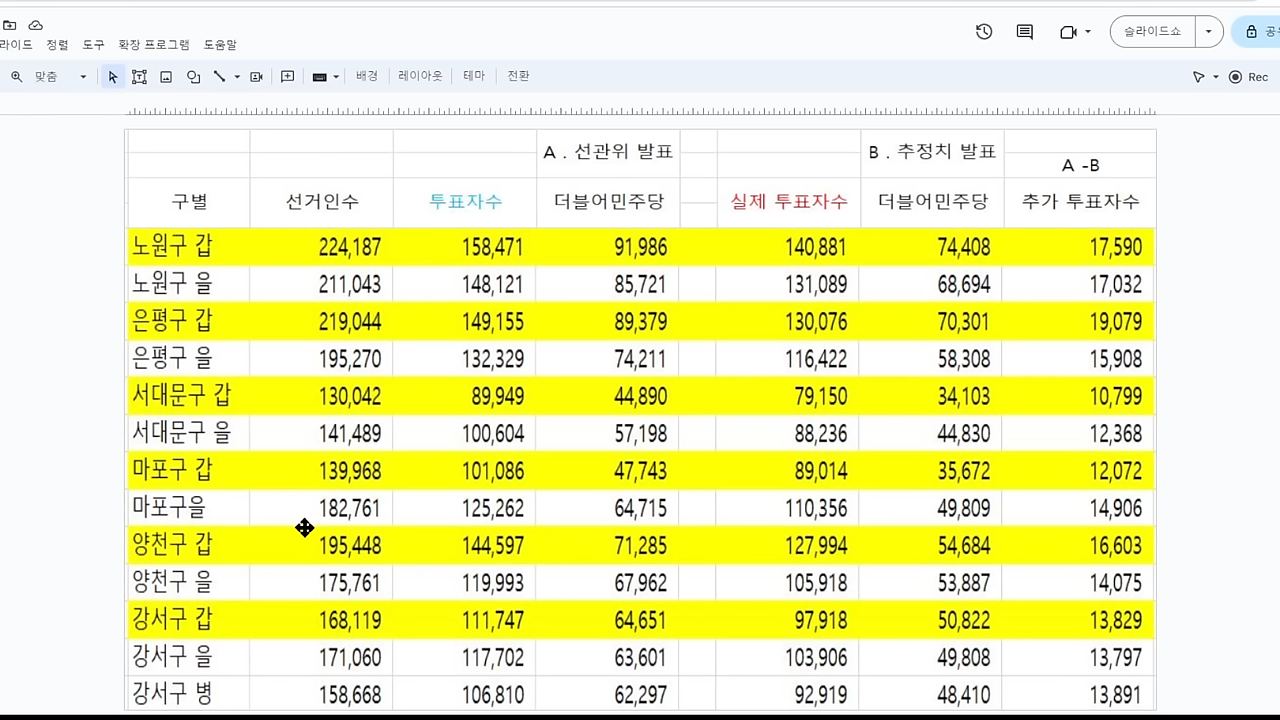 라이드 정렬 도구 확장 프로그램 도움말
슬라이드쇼
맞춤 배경 레이아웃 테마 전환 Rec
A . 선관위 발표 B . 추정치 발표 A -B
구별 선거인수 투표자수 더불어민주당 실제 투표자수 더불어민주당 추가 투표자수
노원구 갑 224,187 158,471 91,986 140,881 74,408 17,590
노원구 을 211,043 148,121 85,721 131,089 68,694 17,032
은평구 갑 219,044 149,155 89,379 130,076 70,301 19,079
은평구 을 195,270 132,329 74,211 116,422 58,308 15,908
서대문구 갑 130,042 89,949 44,890 79,150 34,103 10,799
서대문구 을 141,489 100,604 57,198 88,236 44,830 12,368
마포구 갑 139,968 101,086 47,743 89,014 35,672 12,072
마포구을 182,761 125,262 64,715 110,356 49,809 14,906
양천구 갑 195,448 144,597 71,285 127,994 54,684 16,603
양천구 을 175,761 119,993 67,962 105,918 53,887 14,075
강서구 갑 168,119 111,747 64,651 97,918 50,822 13,829
강서구 을 171,060 117,702 63,601 103,906 49,808 13,797
강서구 병 158,668 106,810 62,297 92,919 48,410 13,891